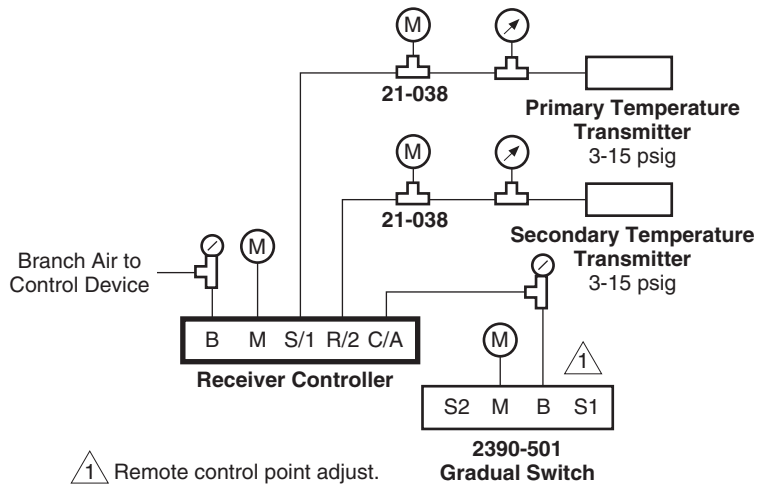 M
21-038
Primary Temperature
Transmitter
3-15 psig
M
21-038
Secondary Temperature
Transmitter
3-15 psig
Branch Air to
Control Device
M
B M S/1 R/2 C/A
Receiver Controller
M
1
S2 M B S1
2390-501
Gradual Switch
1 Remote control point adjust.